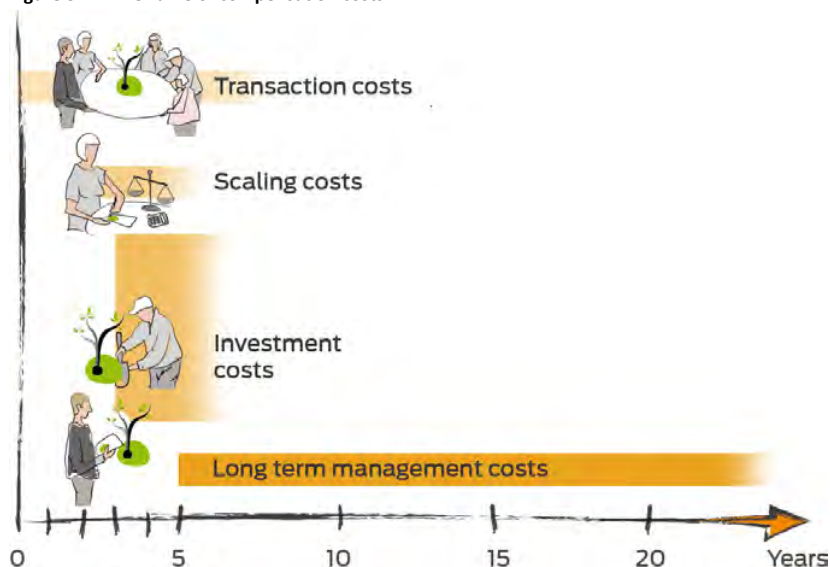 Transaction costs
Scaling costs
Investment
costs
Long term management costs
0 5 10 15 20 Years